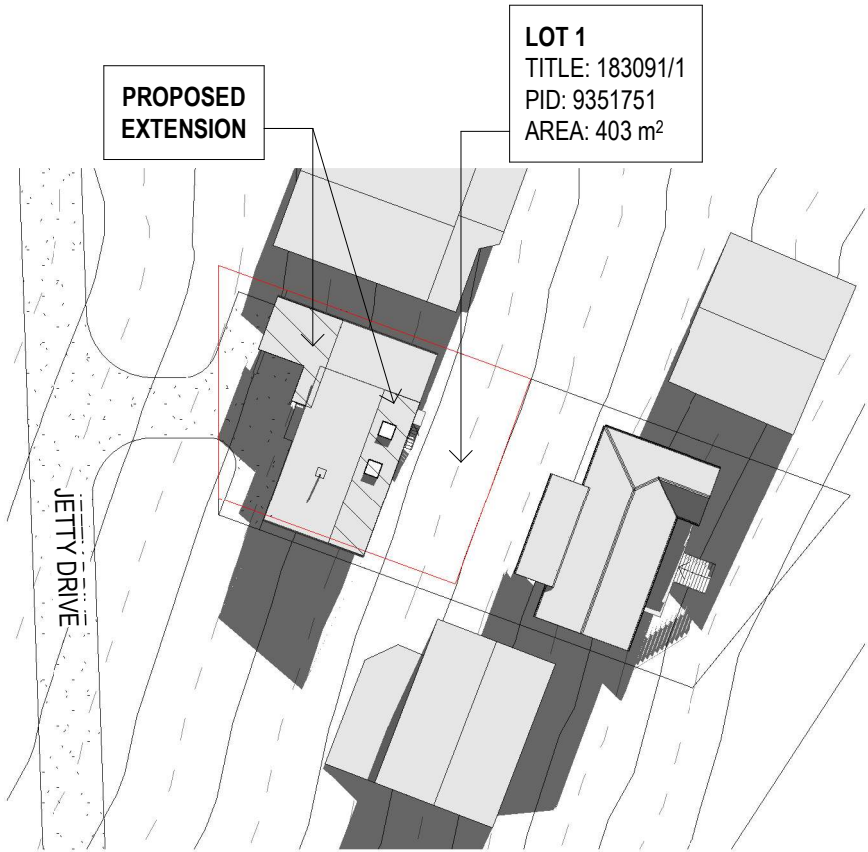 LOT 1
TITLE: 183091/1
PID: 9351751
AREA: 403 m²
PROPOSED
EXTENSION
JETTY DRIVE